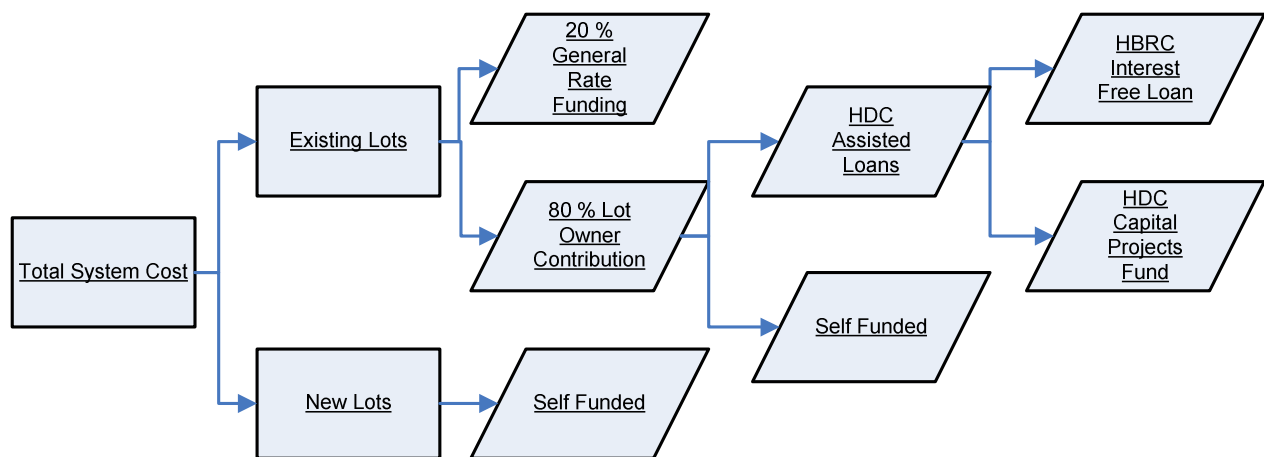 Total System Cost
Existing Lots
New Lots
20 %
General
Rate
Funding
80 % Lot
Owner
Contribution
Self Funded
HDC
Assisted
Loans
Self Funded
HBRC
Interest
Free Loan
HDC
Capital
Projects
Fund